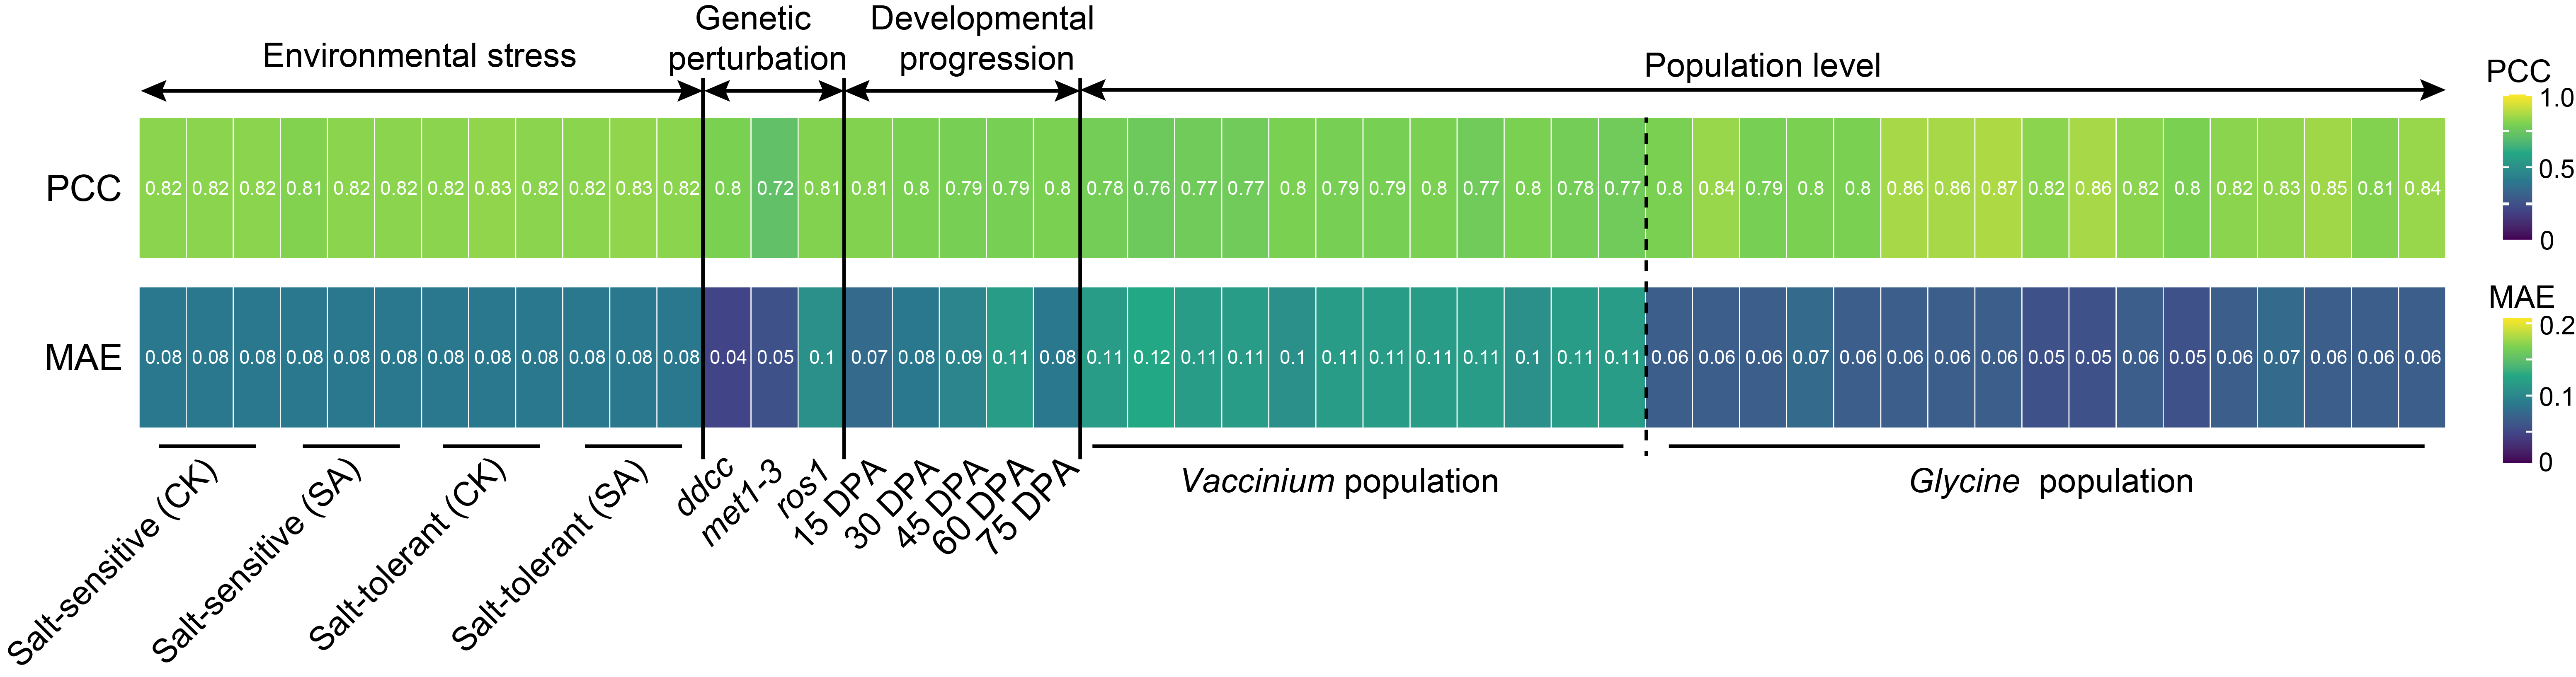 Genetic
perturbation
Developmental
progression
Environmental stress
Population level
PCC
1.0
0.5
0
PCC
0.82 0.82 0.82 0.81 0.82 0.82 0.82 0.83 0.82 0.82 0.83 0.82 0.8 0.72 0.81 0.81 0.8 0.79 0.79 0.8 0.78 0.76 0.77 0.77 0.8 0.79 0.79 0.8 0.77 0.8 0.78 0.77 0.8 0.84 0.79 0.8 0.8 0.86 0.86 0.87 0.82 0.86 0.82 0.8 0.82 0.83 0.85 0.81 0.84
MAE
0.2
0.1
0
MAE
0.08 0.08 0.08 0.08 0.08 0.08 0.08 0.08 0.08 0.08 0.08 0.08 0.04 0.05 0.1 0.07 0.08 0.09 0.11 0.08 0.11 0.12 0.11 0.11 0.1 0.11 0.11 0.11 0.11 0.1 0.11 0.11 0.06 0.06 0.06 0.07 0.06 0.06 0.06 0.06 0.05 0.05 0.06 0.05 0.06 0.07 0.06 0.06 0.06
Salt-sensitive (CK)
Salt-sensitive (SA)
Salt-tolerant (CK)
Salt-tolerant (SA)
ddcc
met1-3
ros1
15 DPA
30 DPA
45 DPA
60 DPA
75 DPA
Vaccinium population
Glycine population